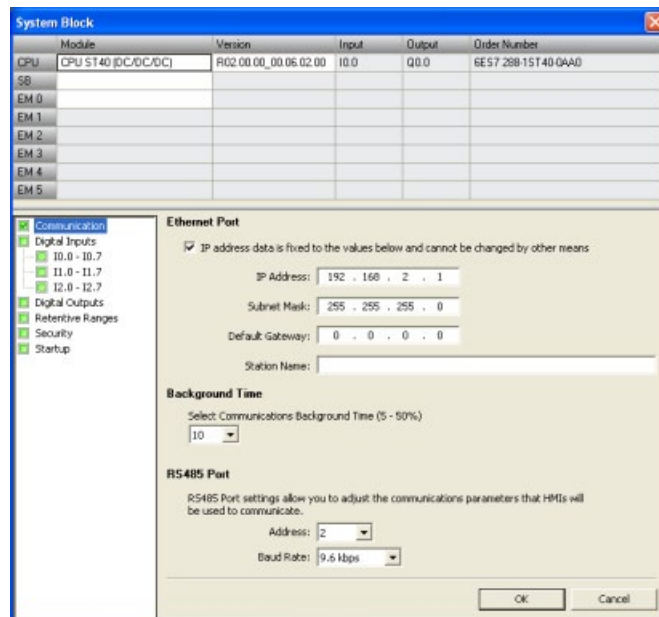 System Block
Module Version Input Output Order Number
CPU CPU ST40 (DC/DC/DC) R02.00.00_00.06.02.00 I0.0 Q0.0 6ES7 288-1ST40-0AA0
SB
EM 0
EM 1
EM 2
EM 3
EM 4
EM 5
Communication
Digital Inputs
I0.0 - I0.7
I1.0 - I1.7
I2.0 - I2.7
Digital Outputs
Retentive Ranges
Security
Startup
Ethernet Port
IP address data is fixed to the values below and cannot be changed by other means
IP Address: 192 . 168 . 2 . 1
Subnet Mask: 255 . 255 . 255 . 0
Default Gateway: 0 . 0 . 0 . 0
Station Name:
Background Time
Select Communications Background Time (5 - 50%)
10
RS485 Port
RS485 Port settings allow you to adjust the communications parameters that HMIs will
be used to communicate.
Address: 2
Baud Rate: 9.6 kbps
OK Cancel